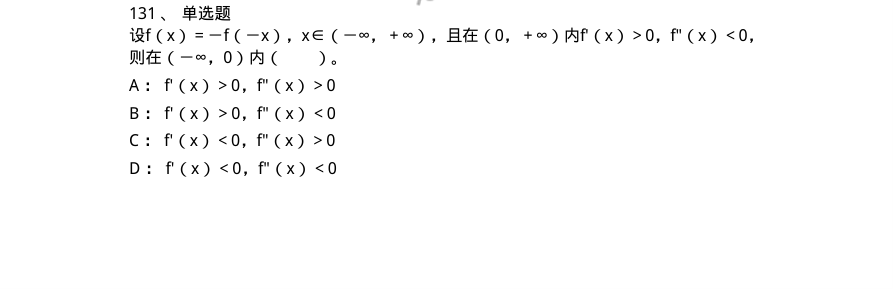 131 、 单选题
设f ( x ) = －f ( －x ) , x∈ ( －∞， +∞ ) , 且在 ( 0， +∞ ) 内f' ( x ) >0，f" ( x ) <0，
则在 ( －∞，0 ) 内 (　　) 。
A： f' ( x ) >0，f" ( x ) >0
B： f' ( x ) >0，f" ( x ) <0
C： f' ( x ) <0，f" ( x ) >0
D： f' ( x ) <0，f" ( x ) <0